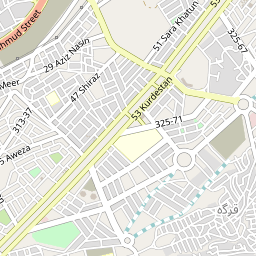 hmud Street
29 Aziz Nasin
Meer
47 Shiraz
51 Sara Khatun
325-67
313-37
53 Kurdestan
325-71
5 Aweza
فرگه